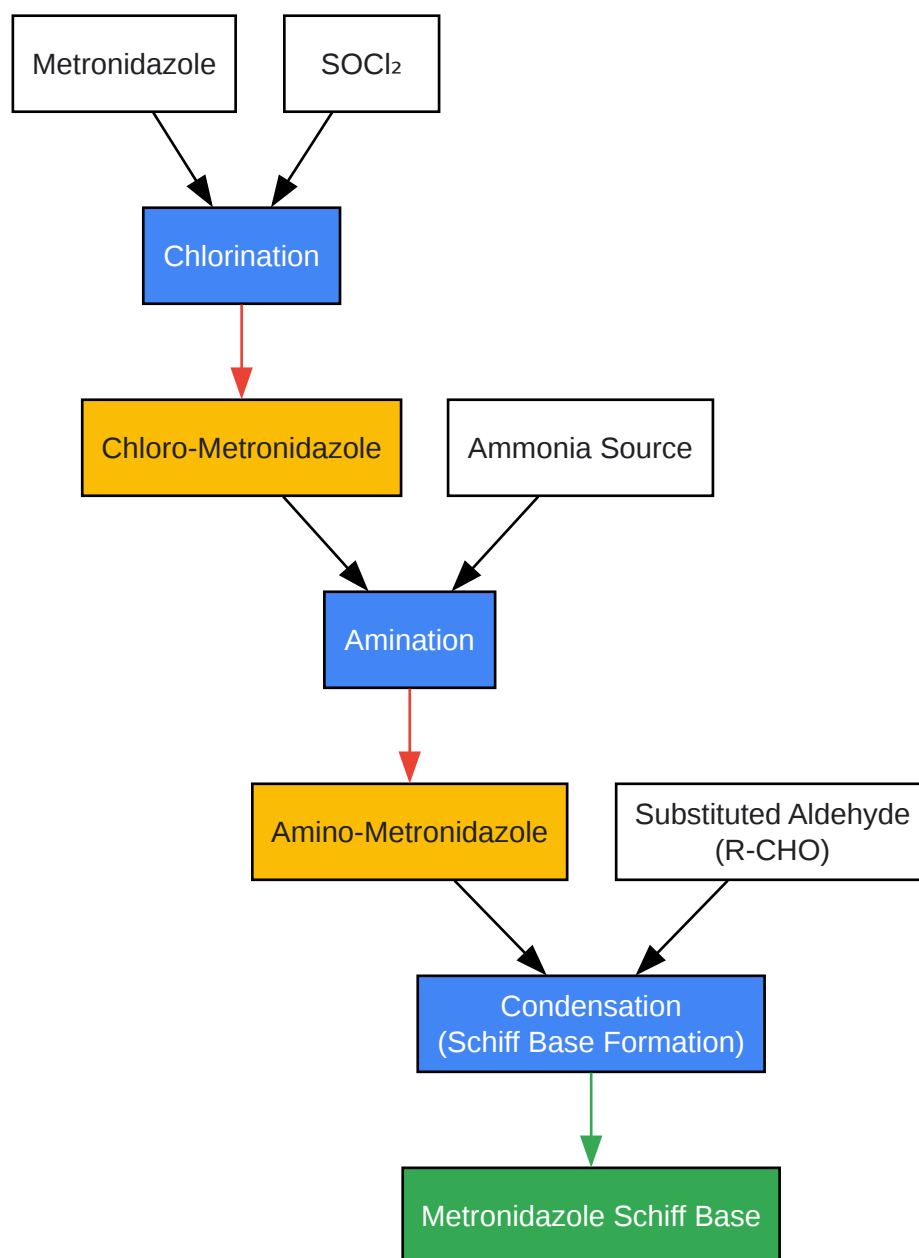 Metronidazole
SOCl₂
Chlorination
Chloro-Metronidazole
Ammonia Source
Amination
Amino-Metronidazole
Substituted Aldehyde
(R-CHO)
Condensation
(Schiff Base Formation)
Metronidazole Schiff Base